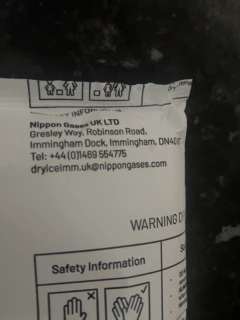 Nippon Gases UK LTD
Gresley Way, Robinson Road,
Immingham Dock, Immingham, DN40
Tel: +44 (0)1469 554775
dryiceimm.uk@nippongases.com
WARNING
Safety Information